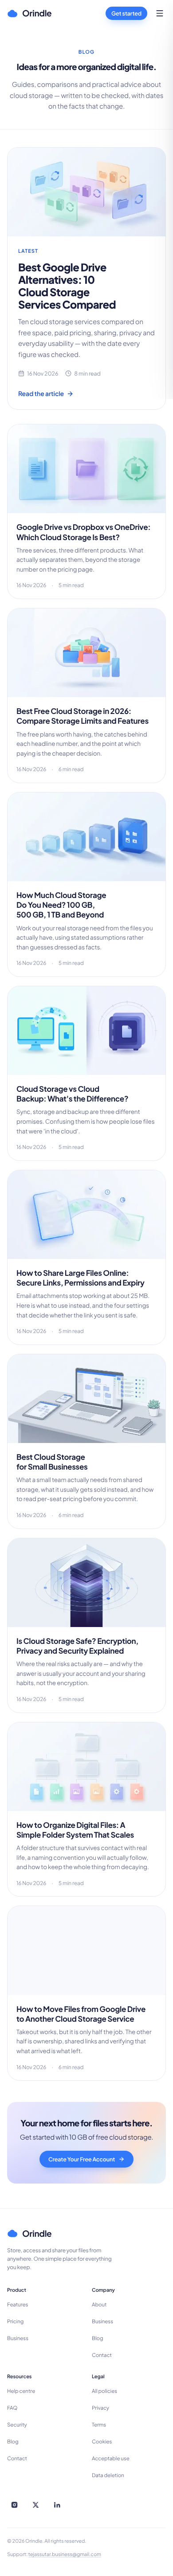 Orindle
Get started
BLOG
Ideas for a more organized digital life.
Guides, comparisons and practical advice about
cloud storage — written to be checked, with dates
on the facts that change.
LATEST
Best Google Drive
Alternatives: 10
Cloud Storage
Services Compared
Ten cloud storage services compared on
free space, paid pricing, sharing, privacy and
everyday usability — with the date every
figure was checked.
16 Nov 2026
8 min read
Read the article →
Google Drive vs Dropbox vs OneDrive:
Which Cloud Storage Is Best?
Three services, three different products. What
actually separates them, beyond the storage
number on the pricing page.
16 Nov 2026 · 5 min read
Best Free Cloud Storage in 2026:
Compare Storage Limits and Features
The free plans worth having, the catches behind
each headline number, and the point at which
paying is the cheaper decision.
16 Nov 2026 · 6 min read
How Much Cloud Storage
Do You Need? 100 GB,
500 GB, 1 TB and Beyond
Work out your real storage need from the files you
actually have, using stated assumptions rather
than guesses dressed as facts.
16 Nov 2026 · 5 min read
Cloud Storage vs Cloud
Backup: What's the Difference?
Sync, storage and backup are three different
promises. Confusing them is how people lose files
that were 'in the cloud'.
16 Nov 2026 · 5 min read
How to Share Large Files Online:
Secure Links, Permissions and Expiry
Email attachments stop working at about 25 MB.
Here is what to use instead, and the four settings
that decide whether the link you sent is safe.
16 Nov 2026 · 5 min read
Best Cloud Storage
for Small Businesses
What a small team actually needs from shared
storage, what it usually gets sold instead, and how
to read per-seat pricing before you commit.
16 Nov 2026 · 6 min read
Is Cloud Storage Safe? Encryption,
Privacy and Security Explained
Where the real risks actually are — and why the
answer is usually your account and your sharing
habits, not the encryption.
16 Nov 2026 · 5 min read
How to Organize Digital Files: A
Simple Folder System That Scales
A folder structure that survives contact with real
life, a naming convention you will actually follow,
and how to keep the whole thing from decaying.
16 Nov 2026 · 5 min read
How to Move Files from Google Drive
to Another Cloud Storage Service
Takeout works, but it is only half the job. The other
half is ownership, shared links and verifying that
what arrived is what left.
16 Nov 2026 · 6 min read
Your next home for files starts here.
Get started with 10 GB of free cloud storage.
Create Your Free Account →
Orindle
Store, access and share your files from
anywhere. One simple place for everything
you keep.
Product
Features
Pricing
Business
Company
About
Business
Blog
Contact
Resources
Help centre
FAQ
Security
Blog
Contact
Legal
All policies
Privacy
Terms
Cookies
Acceptable use
Data deletion
© 2026 Orindle. All rights reserved.